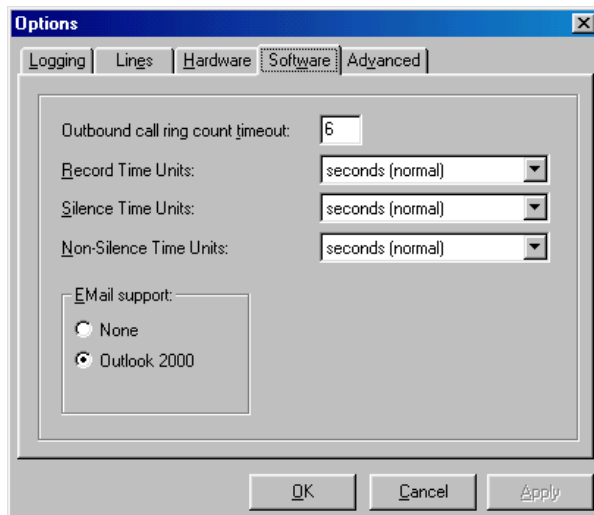 Options
Logging Lines Hardware Software Advanced
Outbound call ring count timeout: 6
Record Time Units: seconds (normal)
Silence Time Units: seconds (normal)
Non-Silence Time Units: seconds (normal)
EMail support:
None
Outlook 2000
OK Cancel Apply